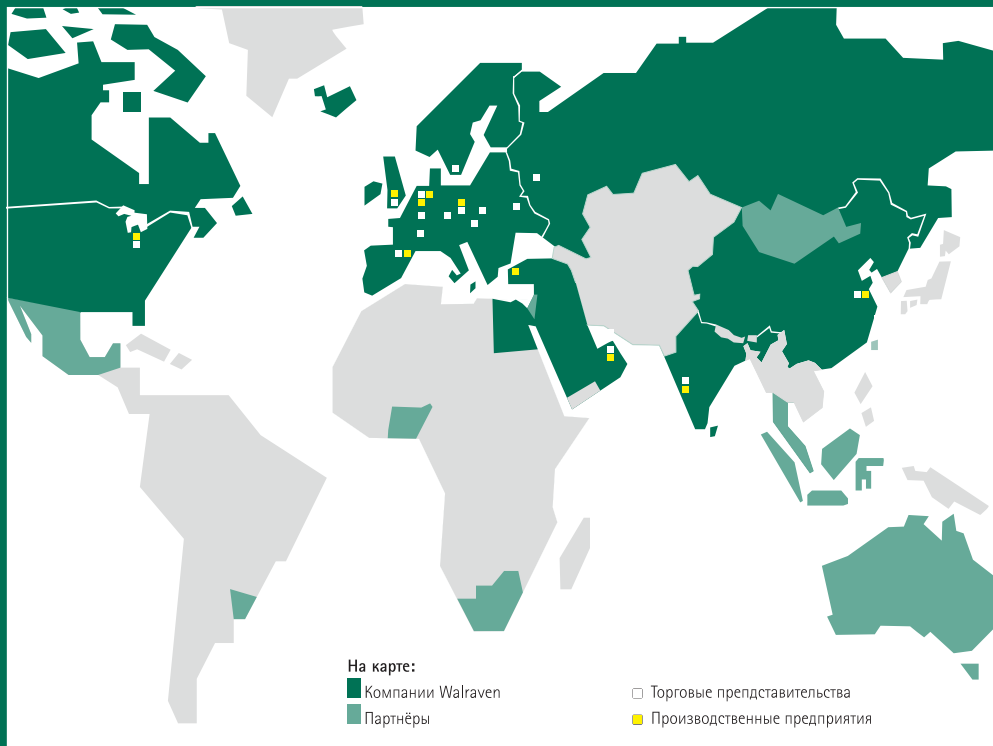 На карте:
Компании Walraven
Партнёры
Торговые препдставительства
Производственные предприятия